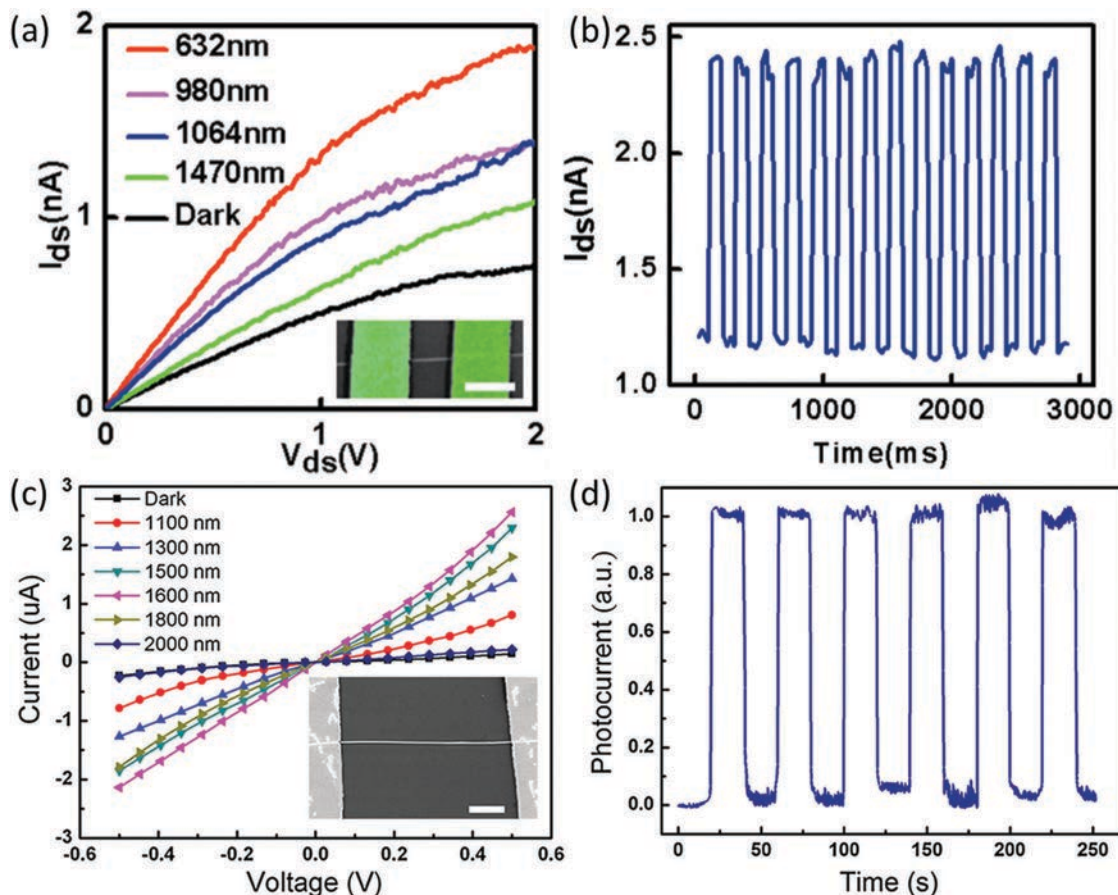 (a)
2
1
0
I_ds(nA)
632nm
980nm
1064nm
1470nm
Dark
0
1
2
V_ds(V)
(b)
2.5
2.0
1.5
1.0
I_ds(nA)
0
1000
2000
3000
Time(ms)
(c)
3
2
1
0
-1
-2
-3
Current (uA)
Dark
1100 nm
1300 nm
1500 nm
1600 nm
1800 nm
2000 nm
-0.6
-0.4
-0.2
0.0
0.2
0.4
0.6
Voltage (V)
(d)
1.0
0.8
0.6
0.4
0.2
0.0
Photocurrent (a.u.)
0
50
100
150
200
250
Time (s)